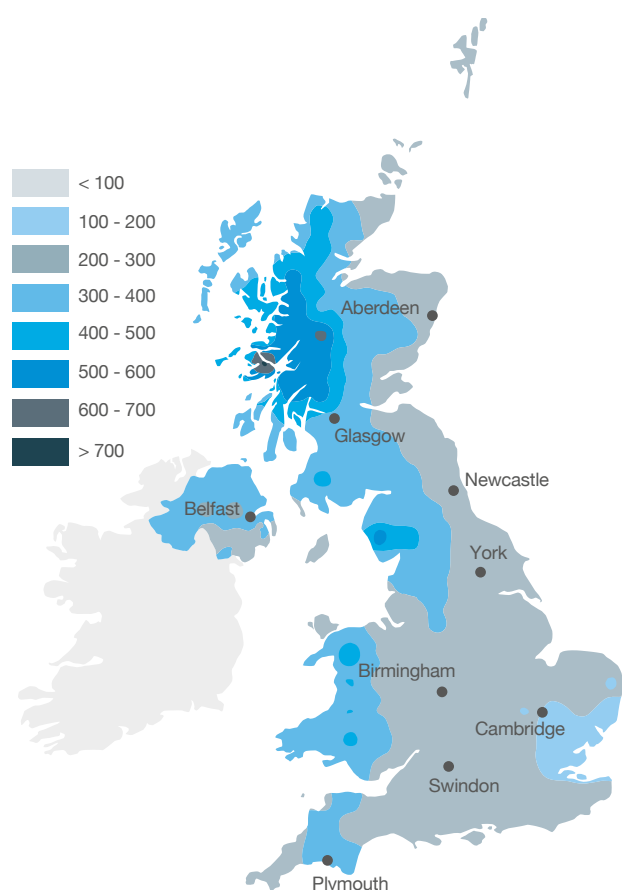 < 100
100 - 200
200 - 300
300 - 400
400 - 500
500 - 600
600 - 700
> 700
Aberdeen
Glasgow
Newcastle
Belfast
York
Birmingham
Cambridge
Swindon
Plymouth